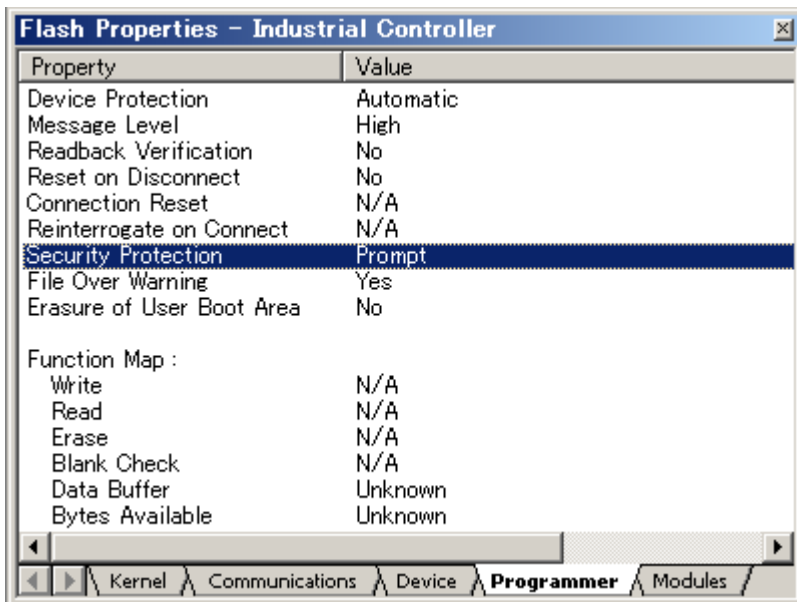 Flash Properties - Industrial Controller
Property Value
Device Protection Automatic
Message Level High
Readback Verification No
Reset on Disconnect No
Connection Reset N/A
Reinterrogate on Connect N/A
Security Protection Prompt
File Over Warning Yes
Erasure of User Boot Area No
Function Map :
Write N/A
Read N/A
Erase N/A
Blank Check N/A
Data Buffer Unknown
Bytes Available Unknown
Kernel Communications Device Programmer Modules